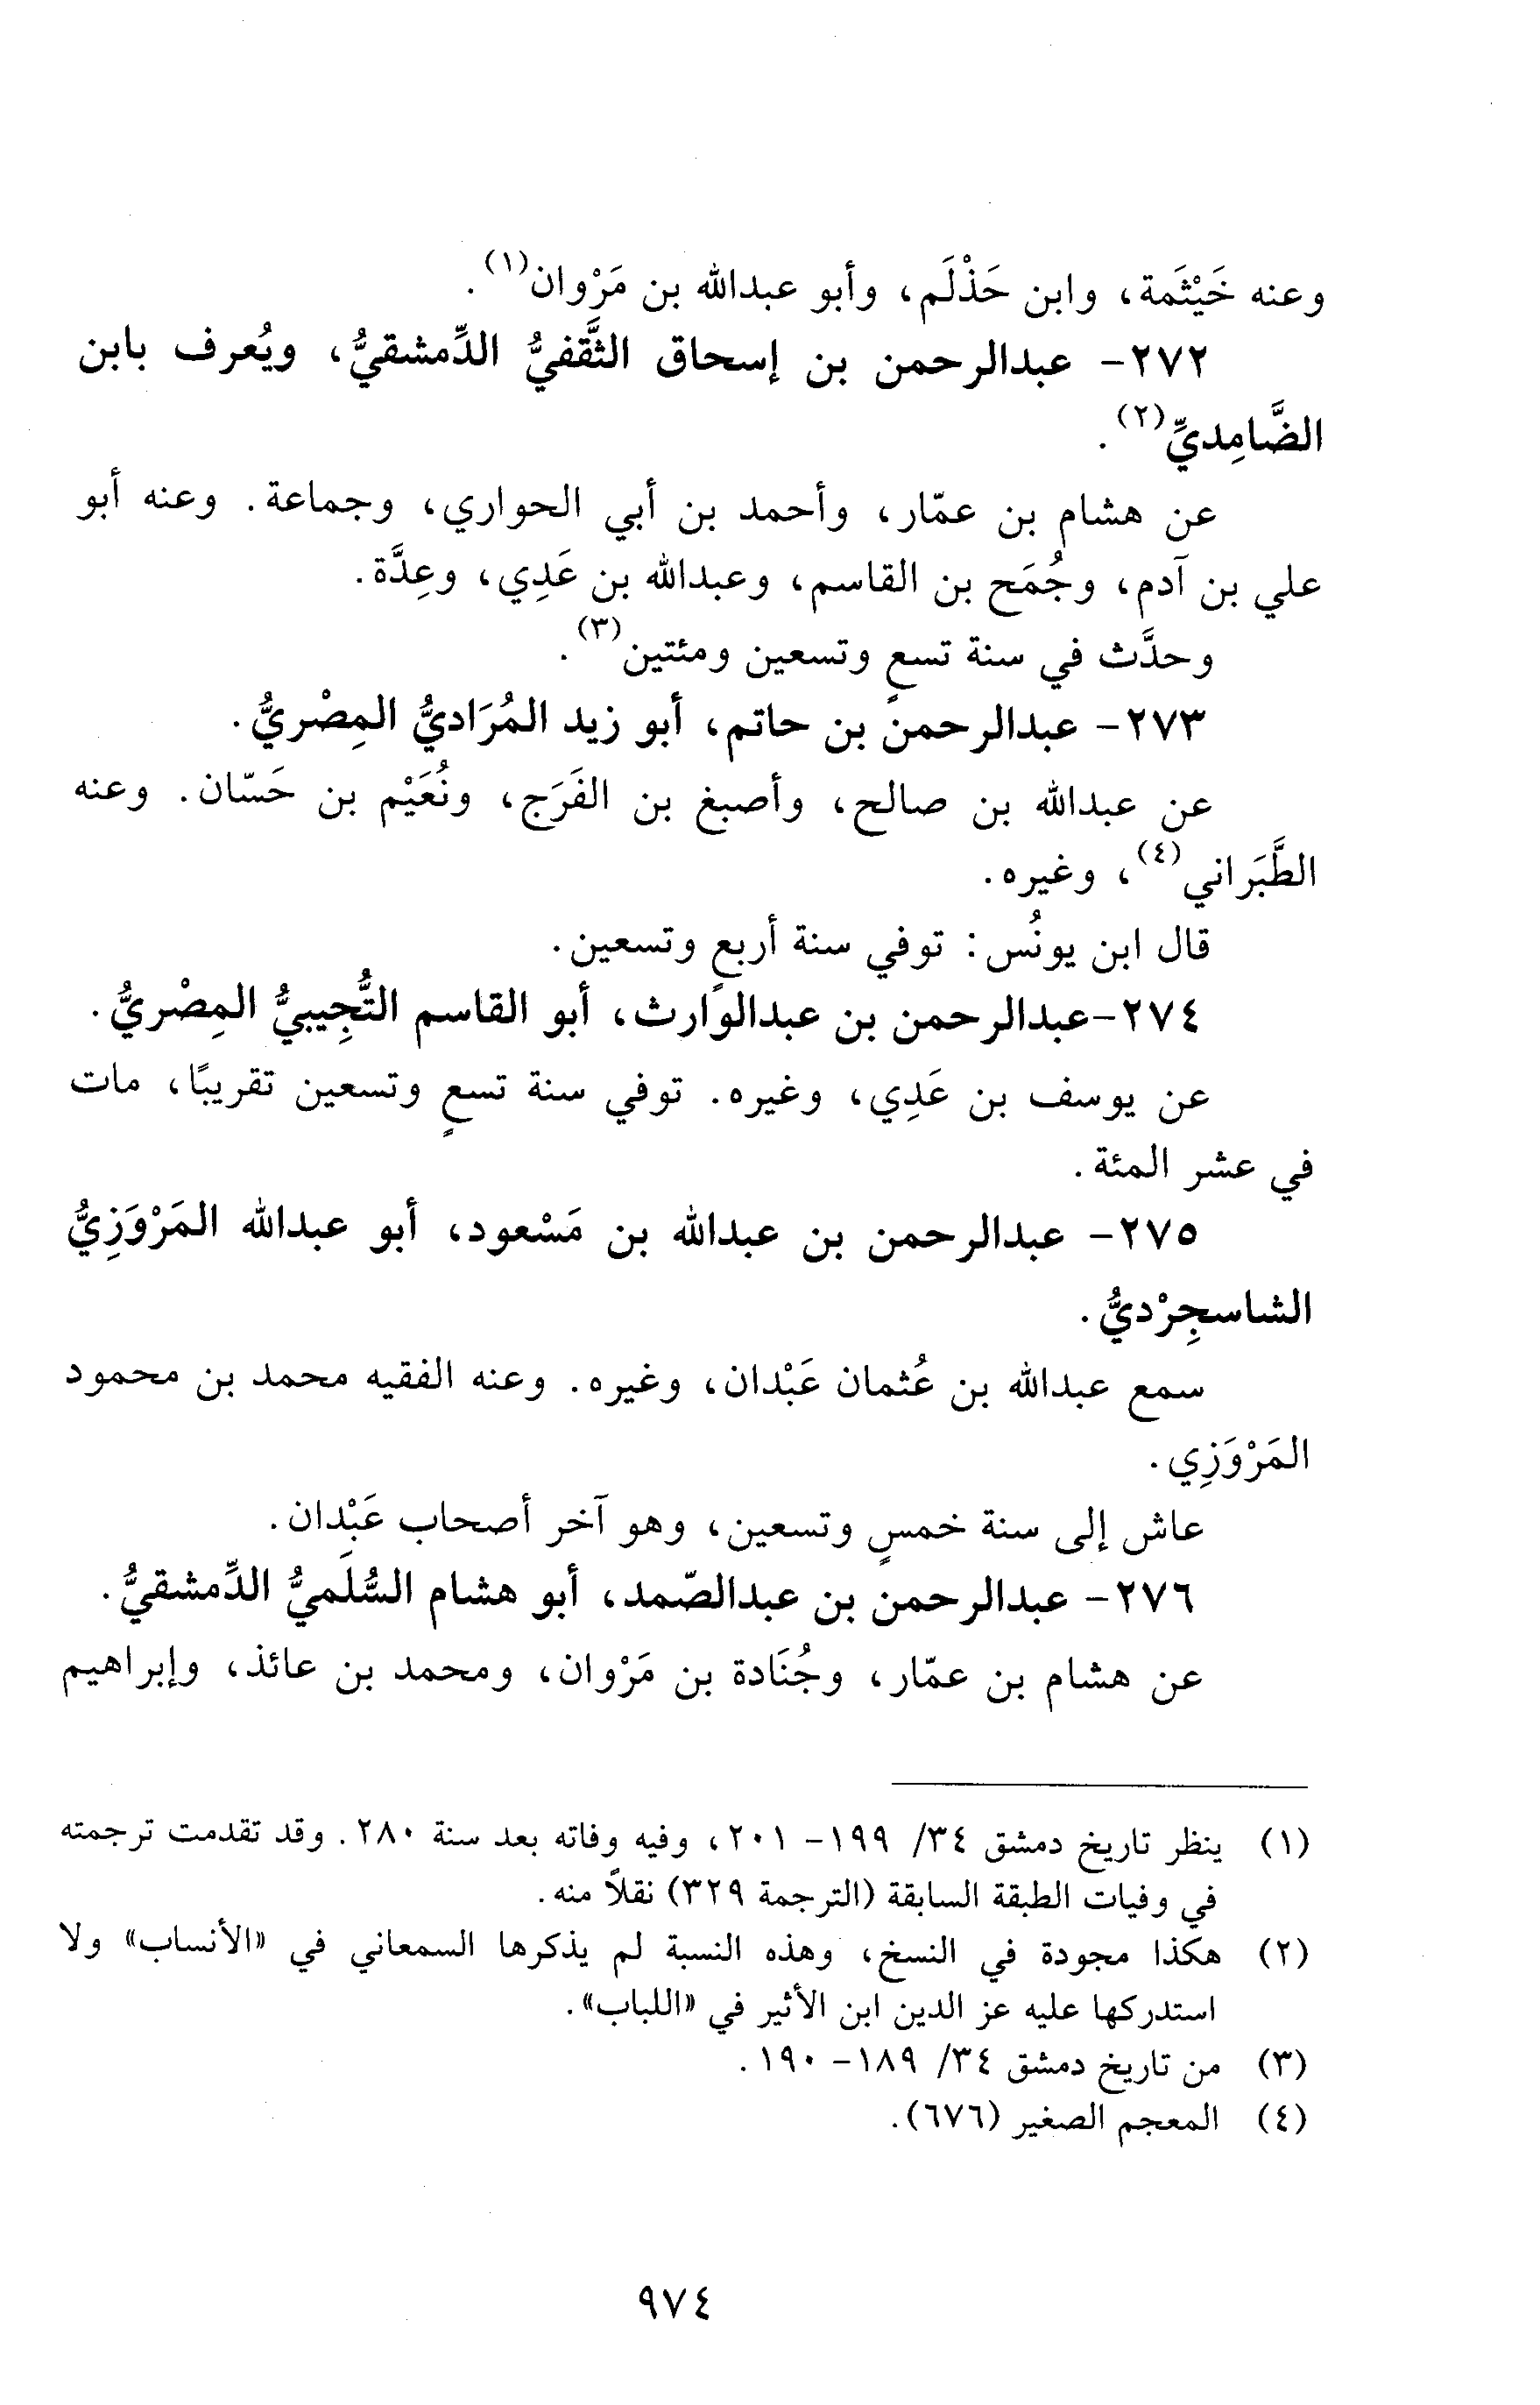 وعنه خَيْثَمة، وابن حَذْلَم، وأبو عبدالله بن مَرْوان(١).
٢٧٢- عبدالرحمن بن إسحاق الثَّقفيُّ الدِّمشقيُّ، ويُعرف بابن
الضَّامِديِّ(٢).
عن هشام بن عمّار، وأحمد بن أبي الحواري، وجماعة. وعنه أبو
علي بن آدم، وجُمَح بن القاسم، وعبدالله بن عَدِي، وعِدَّة.
وحدَّث في سنة تسعٍ وتسعين ومئتين(٣).
٢٧٣- عبدالرحمن بن حاتم، أبو زيد المُرَاديُّ المِصْريُّ.
عن عبدالله بن صالح، وأصبغ بن الفَرَج، ونُعَيْم بن حَسّان. وعنه
الطَّبَراني(٤)، وغيره.
قال ابن يونُس: توفي سنة أربعٍ وتسعين.
٢٧٤-عبدالرحمن بن عبدالوارث، أبو القاسم التُّجِيبيُّ المِصْريُّ.
عن يوسف بن عَدِي، وغيره. توفي سنة تسعٍ وتسعين تقريبًا، مات
في عشر المئة.
٢٧٥- عبدالرحمن بن عبدالله بن مَسْعود، أبو عبدالله المَرْوَزِيُّ
الشاسجِرْديُّ.
سمع عبدالله بن عُثمان عَبْدان، وغيره. وعنه الفقيه محمد بن محمود
المَرْوَزِي.
عاش إلى سنة خمسٍ وتسعين، وهو آخر أصحاب عَبْدان.
٢٧٦- عبدالرحمن بن عبدالصّمد، أبو هشام السُّلَميُّ الدِّمشقيُّ.
عن هشام بن عمّار، وجُنَادة بن مَرْوان، ومحمد بن عائذ، وإبراهيم
(١) ينظر تاريخ دمشق ٣٤/ ١٩٩- ٢٠١، وفيه وفاته بعد سنة ٢٨٠. وقد تقدمت ترجمته
في وفيات الطبقة السابقة (الترجمة ٣٢٩) نقلاً منه.
(٢) هكذا مجودة في النسخ، وهذه النسبة لم يذكرها السمعاني في «الأنساب» ولا
استدركها عليه عز الدين ابن الأثير في «اللباب».
(٣) من تاريخ دمشق ٣٤/ ١٨٩- ١٩٠.
(٤) المعجم الصغير (٦٧٦).
٩٧٤